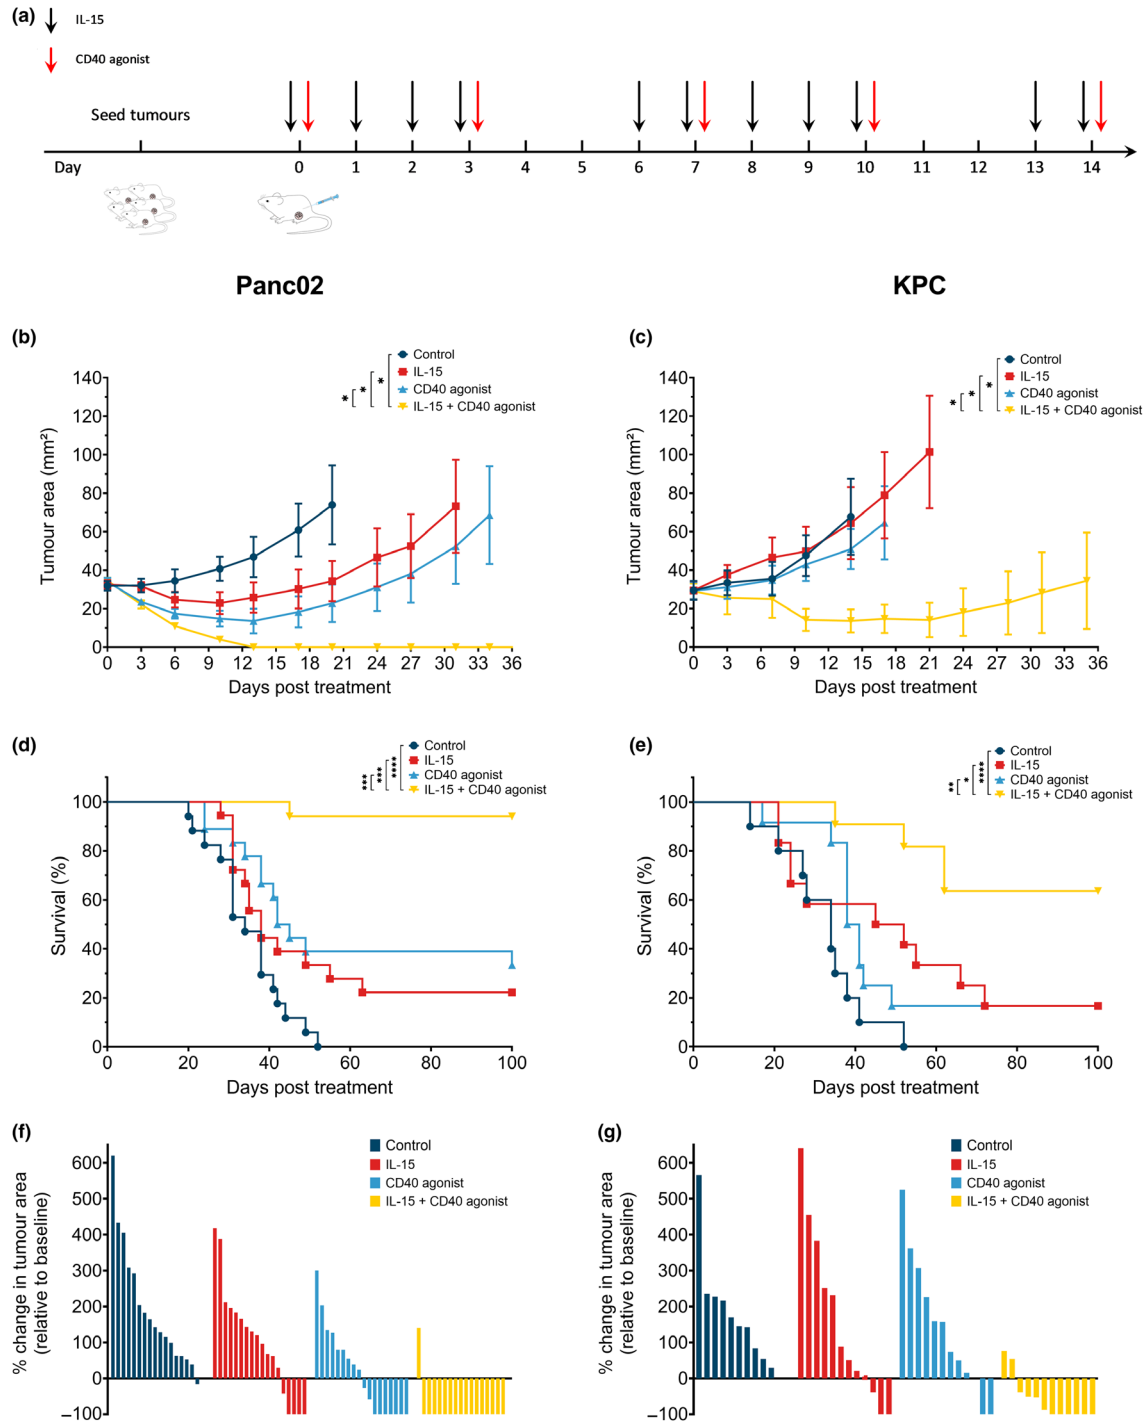 (a)
IL-15
CD40 agonist
Seed tumours
Day 0 1 2 3 4 5 6 7 8 9 10 11 12 13 14
Panc02
KPC
(b)
Control
IL-15
CD40 agonist
IL-15 + CD40 agonist
* * *
Tumour area (mm²)
140
120
100
80
60
40
20
0
0 3 6 9 12 15 18 21 24 27 30 33 36
Days post treatment
(c)
Control
IL-15
CD40 agonist
IL-15 + CD40 agonist
* * *
Tumour area (mm²)
140
120
100
80
60
40
20
0
0 3 6 9 12 15 18 21 24 27 30 33 36
Days post treatment
(d)
Control
IL-15
CD40 agonist
IL-15 + CD40 agonist
*** *** ****
Survival (%)
100
80
60
40
20
0
0 20 40 60 80 100
Days post treatment
(e)
Control
IL-15
CD40 agonist
IL-15 + CD40 agonist
** * ****
Survival (%)
100
80
60
40
20
0
0 20 40 60 80 100
Days post treatment
(f)
Control
IL-15
CD40 agonist
IL-15 + CD40 agonist
% change in tumour area
(relative to baseline)
600
500
400
300
200
100
0
–100
(g)
Control
IL-15
CD40 agonist
IL-15 + CD40 agonist
% change in tumour area
(relative to baseline)
600
500
400
300
200
100
0
–100